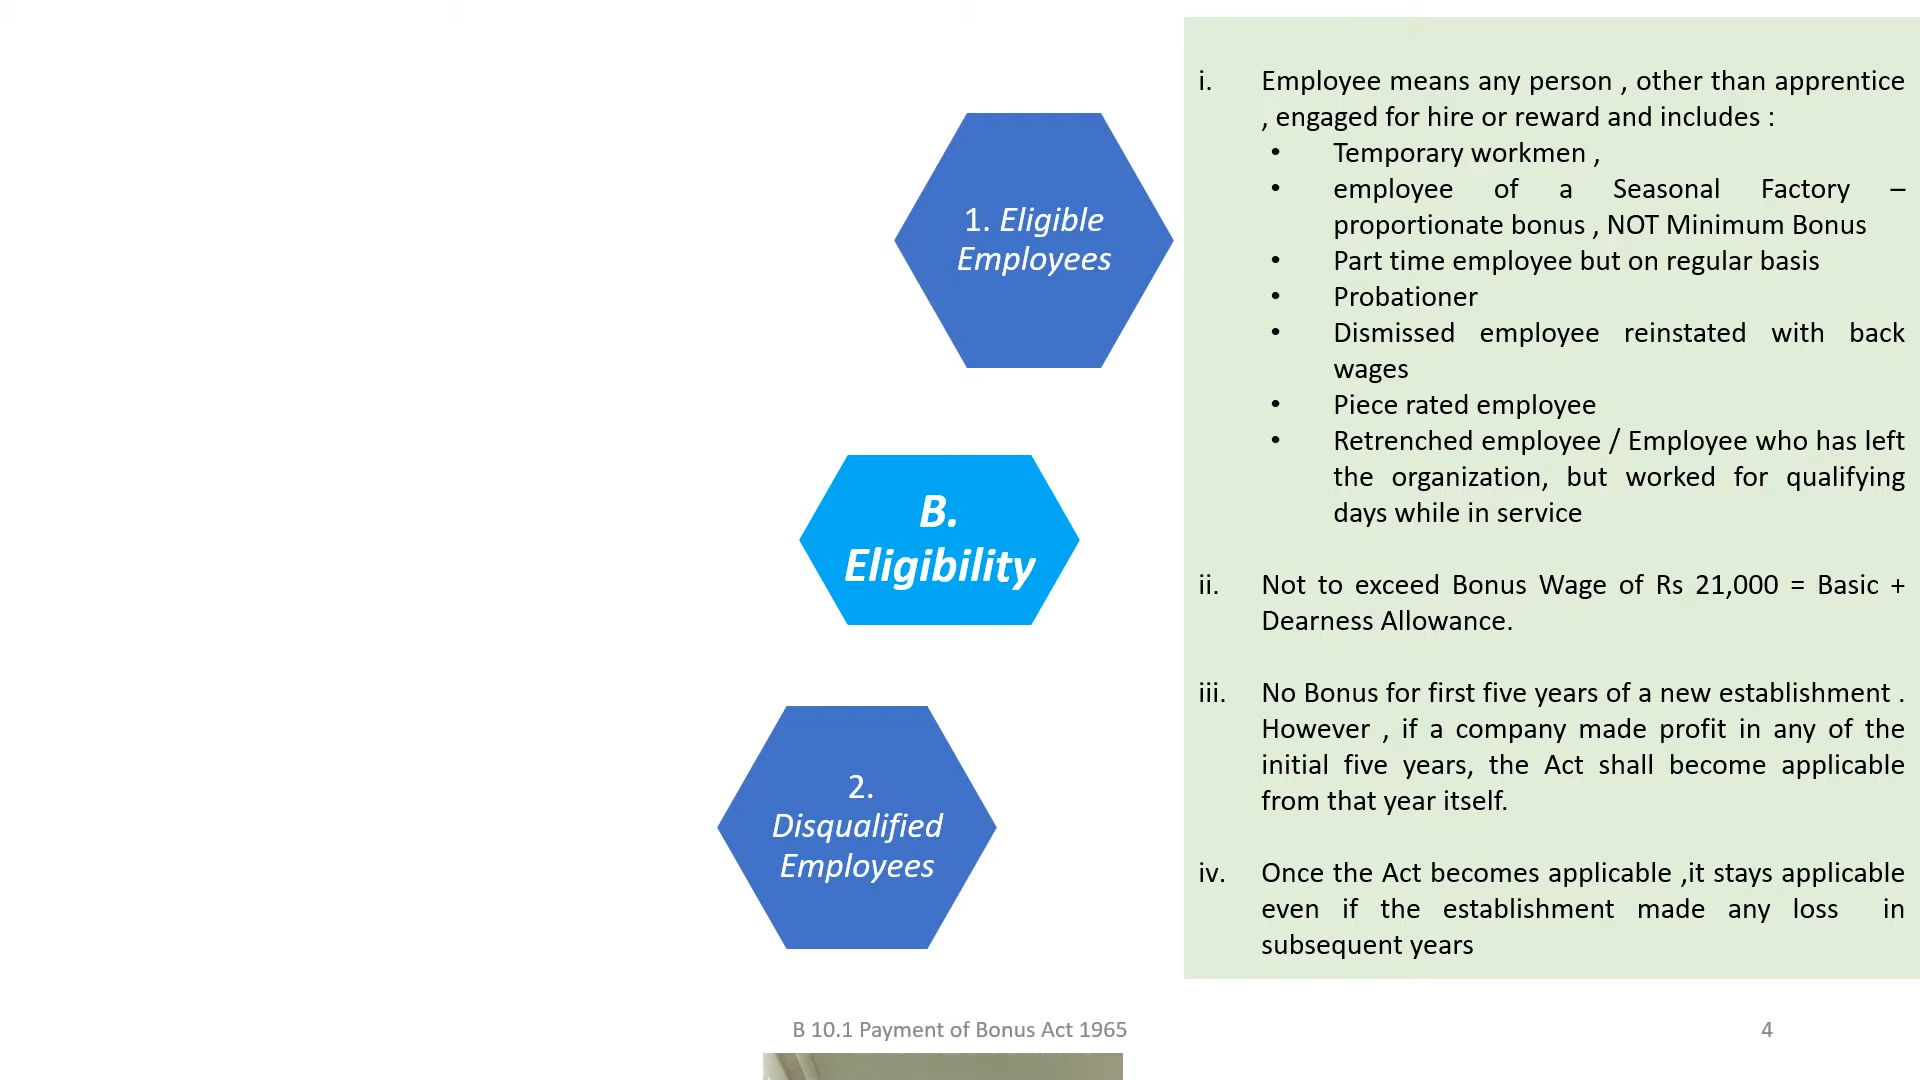 1. Eligible
Employees
B.
Eligibility
2.
Disqualified
Employees
i. Employee means any person , other than apprentice
, engaged for hire or reward and includes :
• Temporary workmen ,
• employee of a Seasonal Factory –
proportionate bonus , NOT Minimum Bonus
• Part time employee but on regular basis
• Probationer
• Dismissed employee reinstated with back
wages
• Piece rated employee
• Retrenched employee / Employee who has left
the organization, but worked for qualifying
days while in service
ii. Not to exceed Bonus Wage of Rs 21,000 = Basic +
Dearness Allowance.
iii. No Bonus for first five years of a new establishment .
However , if a company made profit in any of the
initial five years, the Act shall become applicable
from that year itself.
iv. Once the Act becomes applicable ,it stays applicable
even if the establishment made any loss in
subsequent years
B 10.1 Payment of Bonus Act 1965
4